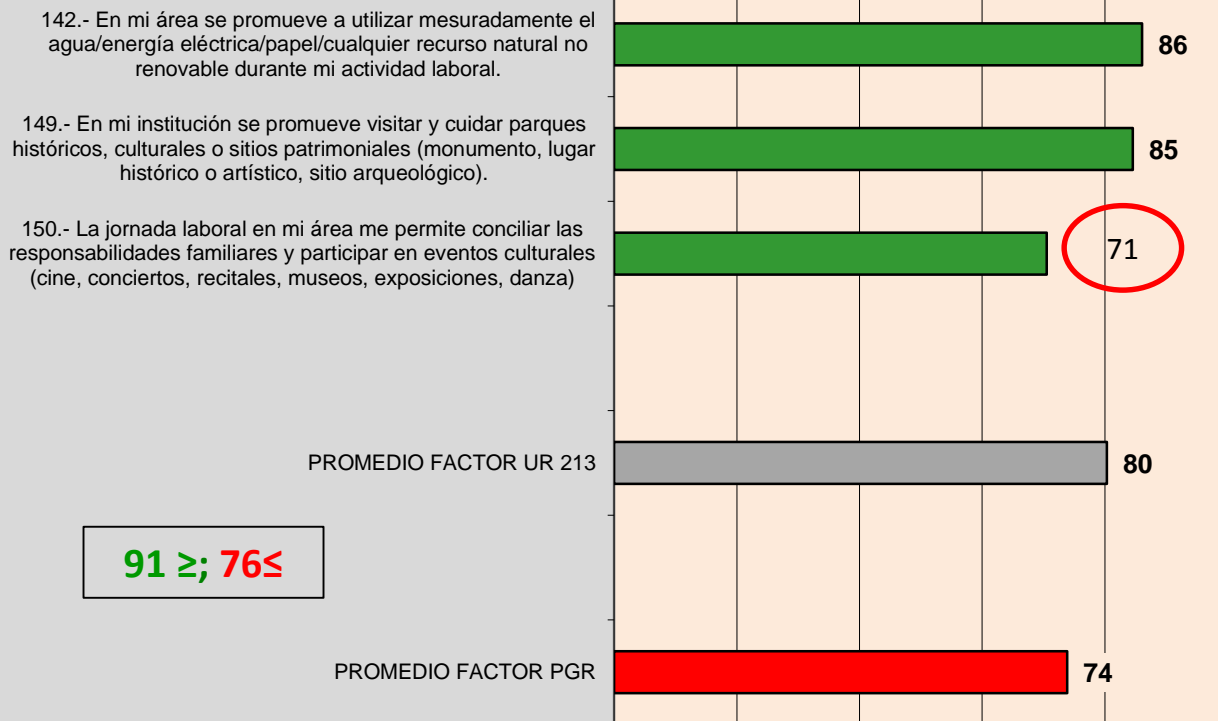 142.- En mi área se promueve a utilizar mesuradamente el
agua/energía eléctrica/papel/cualquier recurso natural no
renovable durante mi actividad laboral.
86
149.- En mi institución se promueve visitar y cuidar parques
históricos, culturales o sitios patrimoniales (monumento, lugar
histórico o artístico, sitio arqueológico).
85
150.- La jornada laboral en mi área me permite conciliar las
responsabilidades familiares y participar en eventos culturales
(cine, conciertos, recitales, museos, exposiciones, danza)
71
PROMEDIO FACTOR UR 213
80
91 ≥; 76≤
PROMEDIO FACTOR PGR
74